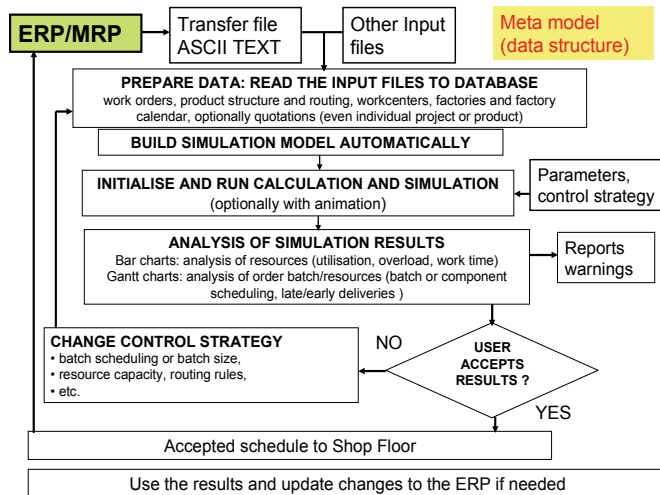 ERP/MRP
Transfer file
ASCII TEXT
Other Input
files
Meta model
(data structure)
PREPARE DATA: READ THE INPUT FILES TO DATABASE
work orders, product structure and routing, workcenters, factories and factory
calendar, optionally quotations (even individual project or product)
BUILD SIMULATION MODEL AUTOMATICALLY
INITIALISE AND RUN CALCULATION AND SIMULATION
(optionally with animation)
Parameters,
control strategy
ANALYSIS OF SIMULATION RESULTS
Bar charts: analysis of resources (utilisation, overload, work time)
Gantt charts: analysis of order batch/resources (batch or component
scheduling, late/early deliveries )
Reports
warnings
CHANGE CONTROL STRATEGY
• batch scheduling or batch size,
• resource capacity, routing rules,
• etc.
NO
USER
ACCEPTS
RESULTS ?
YES
Accepted schedule to Shop Floor
Use the results and update changes to the ERP if needed